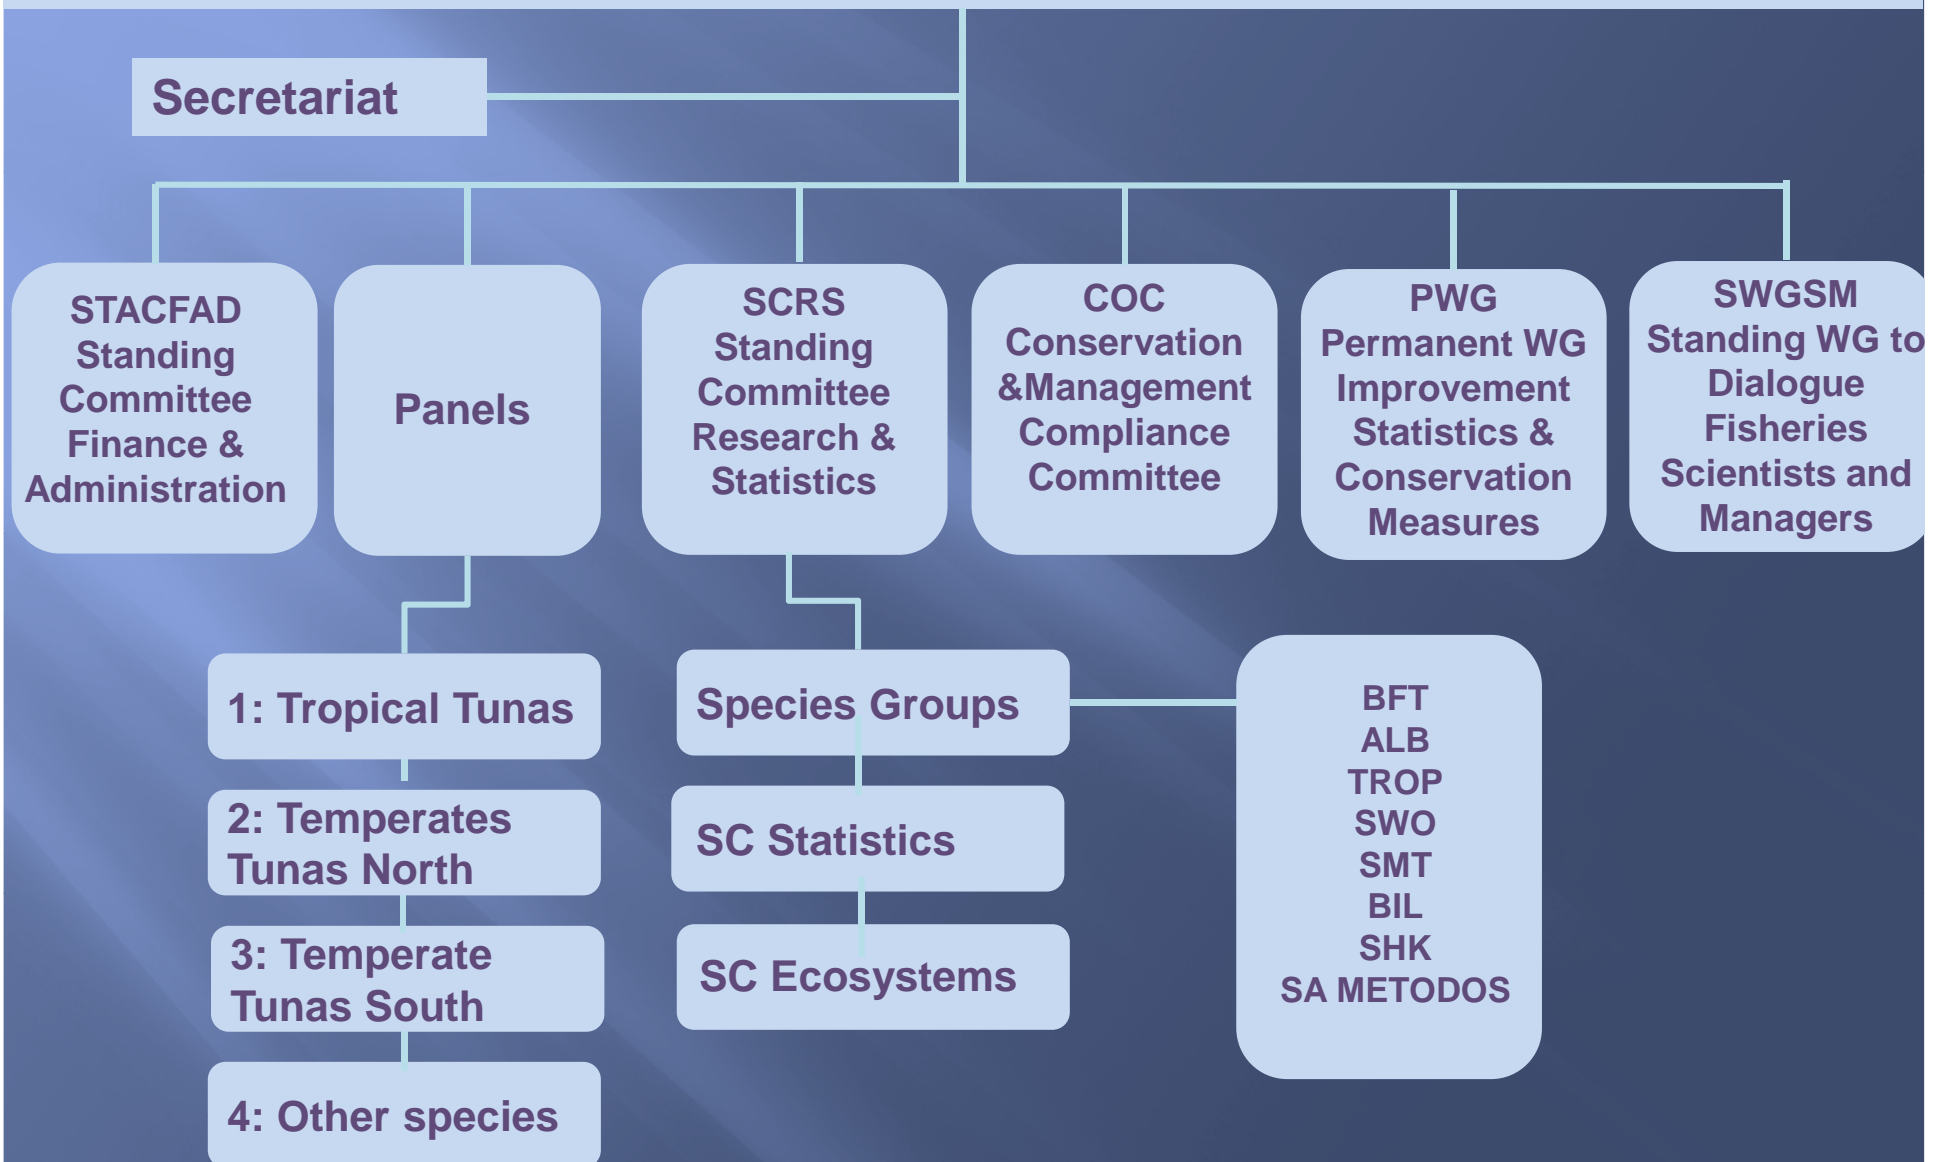 Secretariat
STACFAD
Standing
Committee
Finance &
Administration
Panels
SCRS
Standing
Committee
Research &
Statistics
COC
Conservation
&Management
Compliance
Committee
PWG
Permanent WG
Improvement
Statistics &
Conservation
Measures
SWGSM
Standing WG to
Dialogue
Fisheries
Scientists and
Managers
1: Tropical Tunas
2: Temperates
Tunas North
3: Temperate
Tunas South
4: Other species
Species Groups
SC Statistics
SC Ecosystems
BFT
ALB
TROP
SWO
SMT
BIL
SHK
SA METODOS